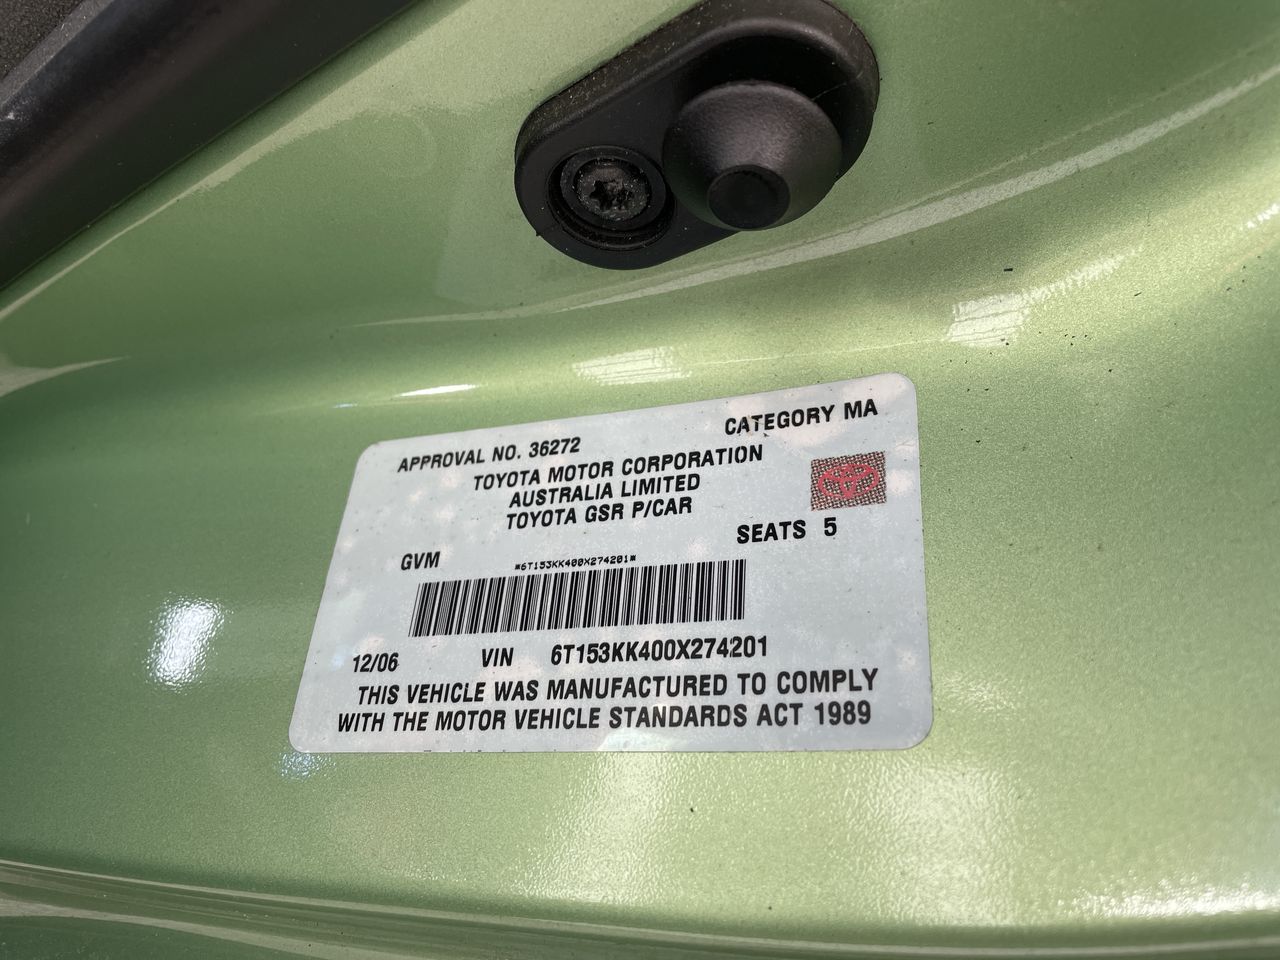 APPROVAL NO. 36272
CATEGORY MA
TOYOTA MOTOR CORPORATION
AUSTRALIA LIMITED
TOYOTA GSR P/CAR
SEATS 5
GVM
*6T153KK400X274201*
12/06 VIN 6T153KK400X274201
THIS VEHICLE WAS MANUFACTURED TO COMPLY
WITH THE MOTOR VEHICLE STANDARDS ACT 1989